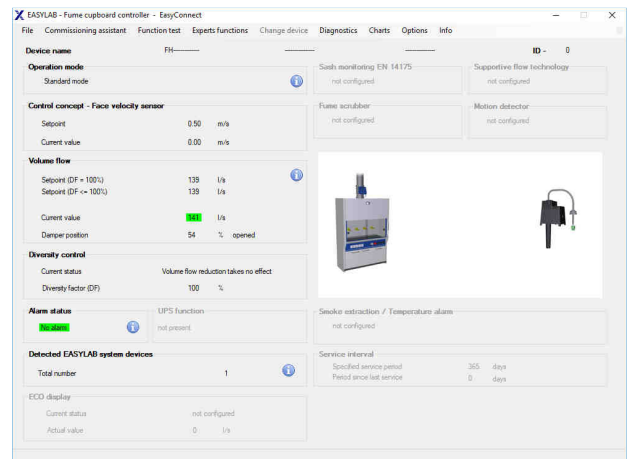 EASYLAB - Fume cupboard controller - EasyConnect
File Commissioning assistant Function test Experts functions Change device Diagnostics Charts Options Info
Device name FH----------- ------------ ------------ ID - 0
Operation mode
Standard mode
Sash monitoring EN 14175
not configured
Supportive flow technology
not configured
Control concept - Face velocity sensor
Setpoint 0.50 m/s
Current value 0.00 m/s
Fume scrubber
not configured
Motion detector
not configured
Volume flow
Setpoint (DF = 100%) 139 l/s
Setpoint (DF <= 100%) 139 l/s
Current value 141 l/s
Damper position 54 % opened
Diversity control
Current status Volume flow reduction takes no effect
Diversity factor (DF) 100 %
Alarm status
No alarm
UPS function
not present
Smoke extraction / Temperature alarm
not configured
Detected EASYLAB system devices
Total number 1
Service interval
Specified service period 365 days
Period since last service 0 days
ECO display
Current status not configured
Actual value 0 l/s